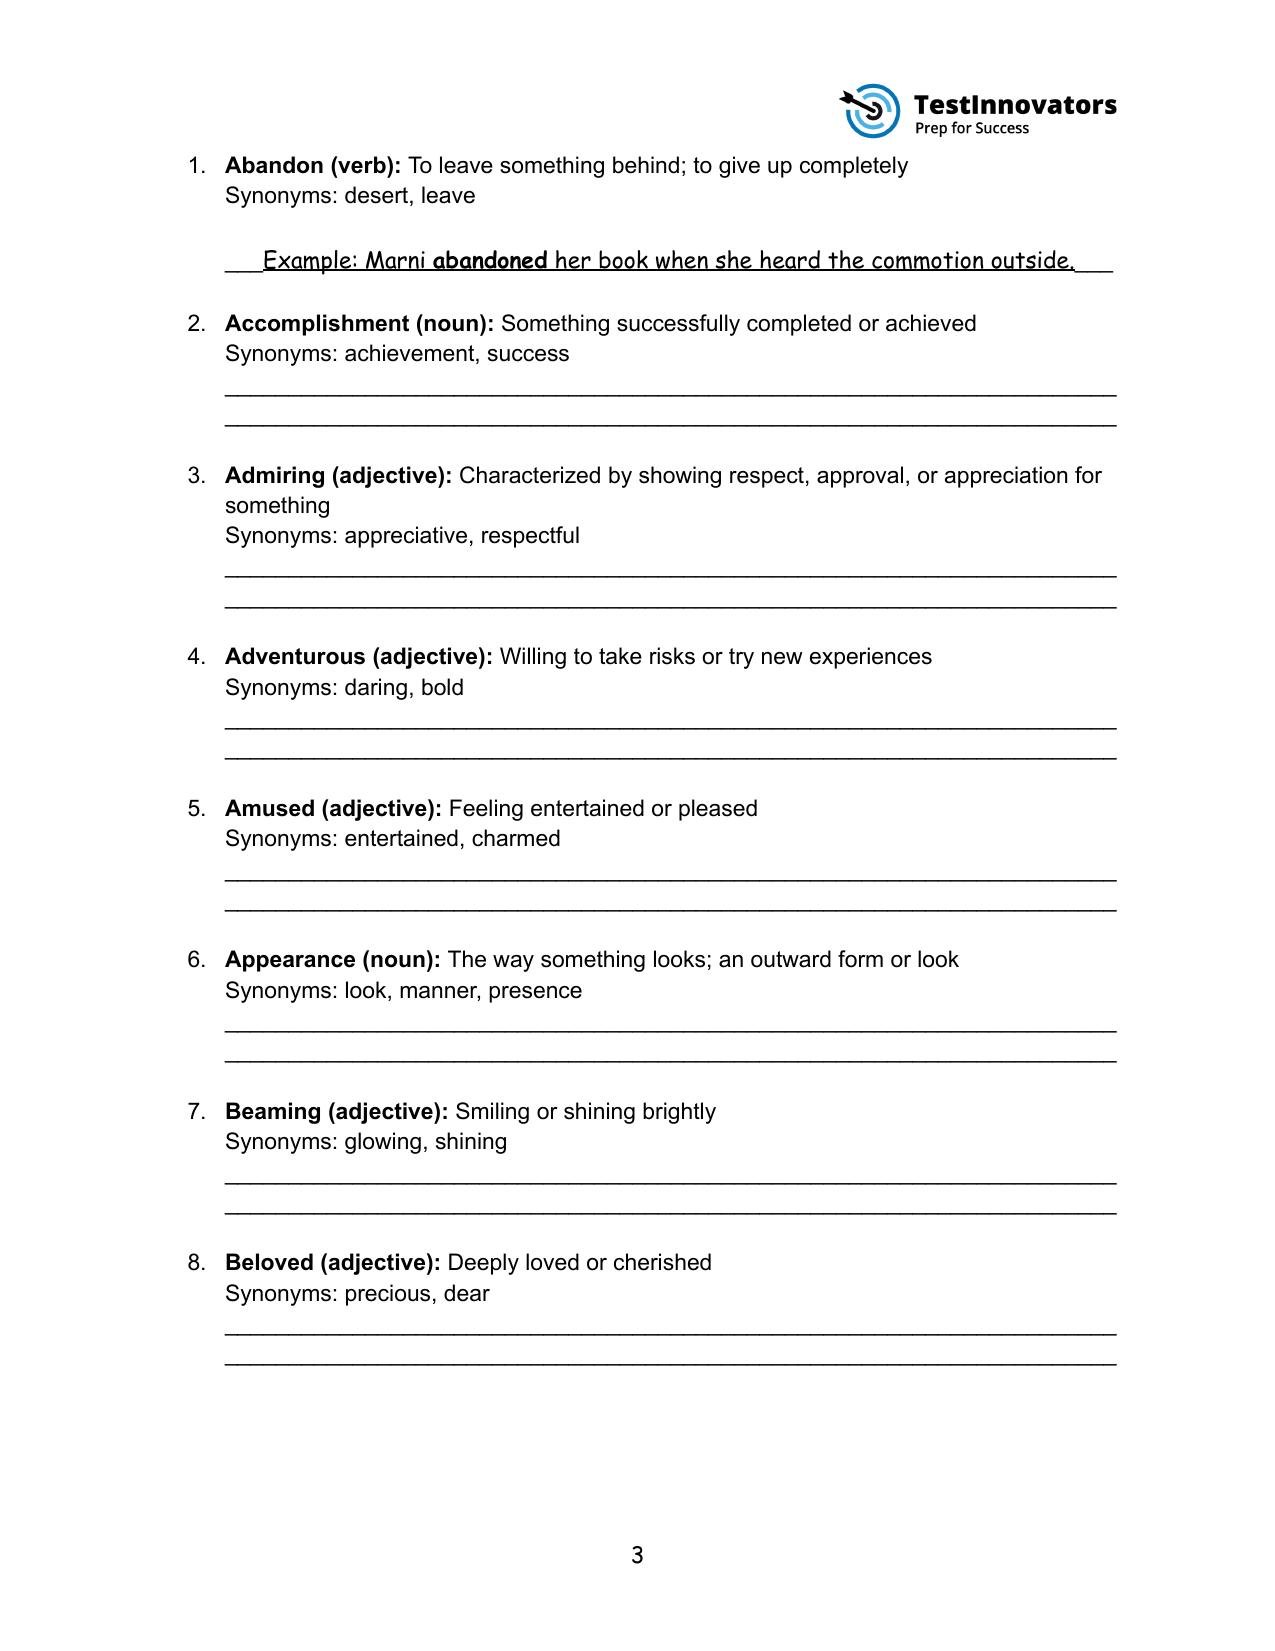 TestInnovators
Prep for Success
1. Abandon (verb): To leave something behind; to give up completely
Synonyms: desert, leave
___Example: Marni abandoned her book when she heard the commotion outside.___
2. Accomplishment (noun): Something successfully completed or achieved
Synonyms: achievement, success
3. Admiring (adjective): Characterized by showing respect, approval, or appreciation for
something
Synonyms: appreciative, respectful
4. Adventurous (adjective): Willing to take risks or try new experiences
Synonyms: daring, bold
5. Amused (adjective): Feeling entertained or pleased
Synonyms: entertained, charmed
6. Appearance (noun): The way something looks; an outward form or look
Synonyms: look, manner, presence
7. Beaming (adjective): Smiling or shining brightly
Synonyms: glowing, shining
8. Beloved (adjective): Deeply loved or cherished
Synonyms: precious, dear
3